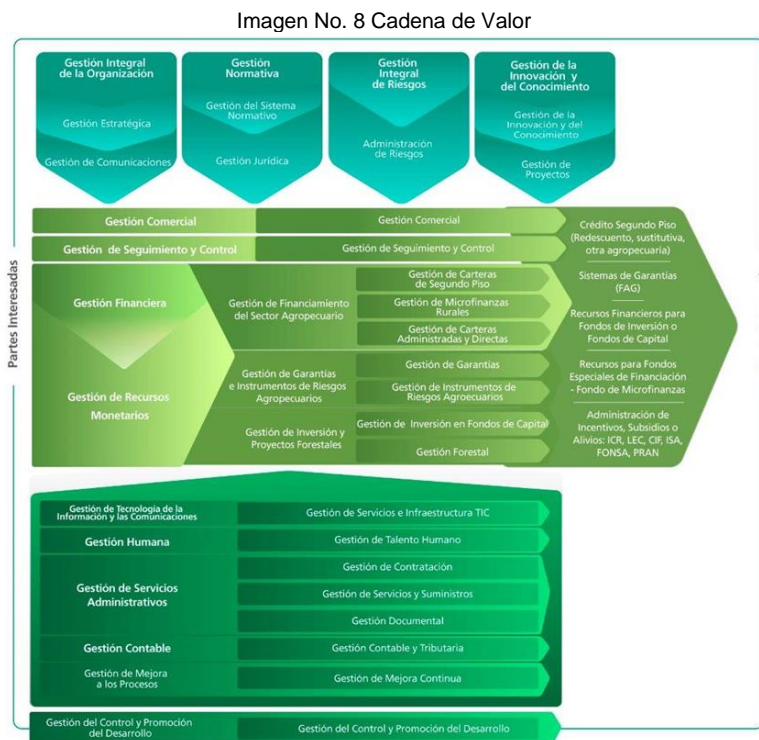 Imagen No. 8 Cadena de Valor
Gestión Integral
de la Organización
Gestión Estratégica
Gestión de Comunicaciones
Gestión
Normativa
Gestión del Sistema
Normativo
Gestión Jurídica
Gestión
Integral
de Riesgos
Administración
de Riesgos
Gestión de la
Innovación y
del Conocimiento
Gestión de la
Innovación y del
Conocimiento
Gestión de
Proyectos
Partes Interesadas
Gestión Comercial
Gestión Comercial
Gestión de Seguimiento y Control
Gestión de Seguimiento y Control
Gestión Financiera
Gestión de Recursos
Monetarios
Gestión de Financiamiento
del Sector Agropecuario
Gestión de Carteras
de Segundo Piso
Gestión de Microfinanzas
Rurales
Gestión de Carteras
Administradas y Directas
Gestión de Garantías
e Instrumentos de Riesgos
Agropecuarios
Gestión de Garantías
Gestión de Instrumentos de
Riesgos Agroecuarios
Gestión de Inversión y
Proyectos Forestales
Gestión de Inversión en Fondos de Capital
Gestión Forestal
Crédito Segundo Piso
(Redescuento, sustitutiva,
otra agropecuaria)
Sistemas de Garantías
(FAG)
Recursos Financieros para
Fondos de Inversión o
Fondos de Capital
Recursos para Fondos
Especiales de Financiación
- Fondo de Microfinanzas
Administración de
Incentivos, Subsidios o
Alivios: ICR, LEC, CIF, ISA,
FONSA, PRAN
Gestión de Tecnología de la
Información y las Comunicaciones
Gestión de Servicios e Infraestructura TIC
Gestión Humana
Gestión de Talento Humano
Gestión de Servicios
Administrativos
Gestión de Contratación
Gestión de Servicios y Suministros
Gestión Documental
Gestión Contable
Gestión Contable y Tributaria
Gestión de Mejora
a los Procesos
Gestión de Mejora Continua
Gestión del Control y Promoción
del Desarrollo
Gestión del Control y Promoción del Desarrollo